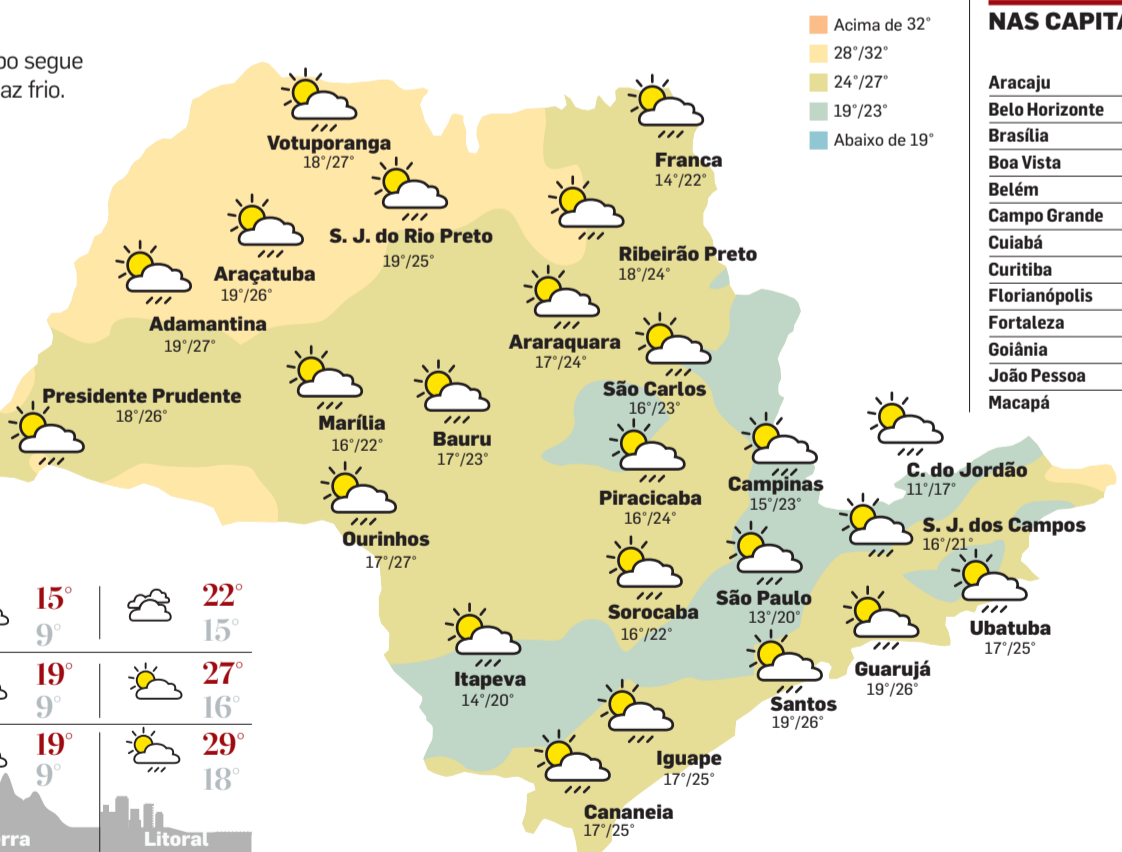 segue
az frio.
Acima de 32°
28°/32°
24°/27°
19°/23°
Abaixo de 19°
NAS
Aracaju
Belo Horizonte
Brasília
Boa Vista
Belém
Campo Grande
Cuiabá
Curitiba
Florianópolis
Fortaleza
Goiânia
João Pessoa
Macapá
Votuporanga
18°/27°
Franca
14°/22°
S. J. do Rio Preto
19°/25°
Ribeirão Preto
18°/24°
Araçatuba
19°/26°
Adamantina
19°/27°
Araraquara
17°/24°
São Carlos
16°/23°
Presidente Prudente
18°/26°
Marília
16°/22°
Bauru
17°/23°
Campinas
15°/23°
C. do Jordão
11°/17°
Piracicaba
16°/24°
S. J. dos Campos
16°/21°
Ourinhos
17°/27°
São Paulo
13°/20°
Sorocaba
16°/22°
Ubatuba
17°/25°
Guarujá
19°/26°
Itapeva
14°/20°
Santos
19°/26°
Iguape
17°/25°
Cananeia
17°/25°
15° 22°
9° 15°
19° 27°
9° 16°
19° 29°
9° 18°
rra Litoral